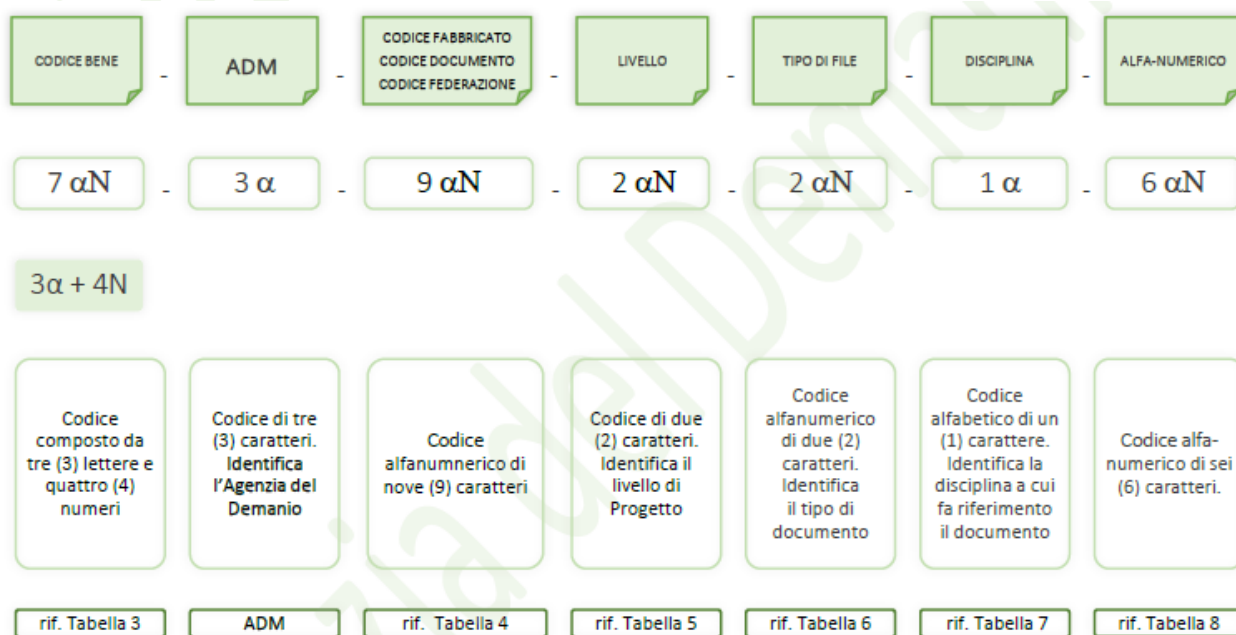 CODICE BENE - ADM - CODICE FABBRICATO
CODICE DOCUMENTO
CODICE FEDERAZIONE - LIVELLO - TIPO DI FILE - DISCIPLINA - ALFA-NUMERICO
7 αN - 3 α - 9 αN - 2 αN - 2 αN - 1 α - 6 αN
3α + 4N
Codice
composto da
tre (3) lettere e
quattro (4)
numeri
Codice di tre
(3) caratteri.
Identifica
l'Agenzia del
Demanio
Codice
alfanumnerico di
nove (9) caratteri
Codice di due
(2) caratteri.
Identifica il
livello di
Progetto
Codice
alfanumerico
di due (2)
caratteri.
Identifica
il tipo di
documento
Codice
alfabetico di un
(1) carattere.
Identifica la
disciplina a cui
fa riferimento
il documento
Codice alfa-
numerico di sei
(6) caratteri.
rif. Tabella 3
ADM
rif. Tabella 4
rif. Tabella 5
rif. Tabella 6
rif. Tabella 7
rif. Tabella 8